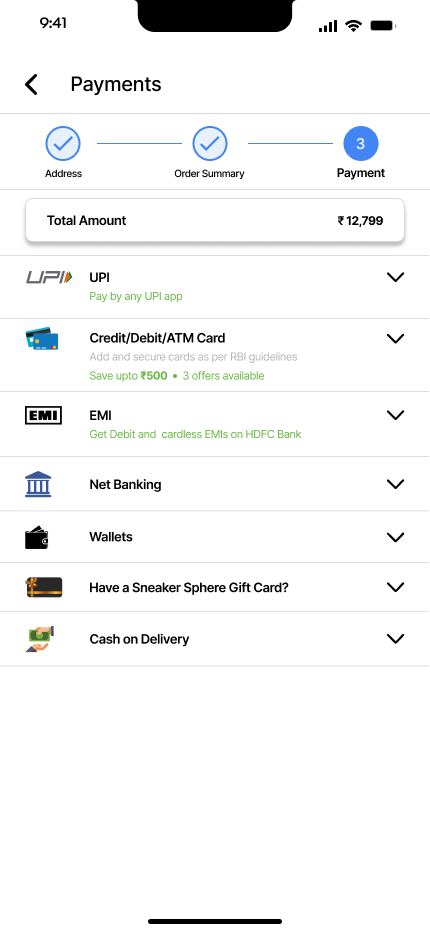 9:41
Payments
3
Address
Order Summary
Payment
Total Amount
₹ 12,799
UPI
UPI
Pay by any UPI app
Credit/Debit/ATM Card
Add and secure cards as per RBI guidelines
Save upto ₹500 • 3 offers available
EMI
EMI
Get Debit and cardless EMIs on HDFC Bank
Net Banking
Wallets
Have a Sneaker Sphere Gift Card?
Cash on Delivery